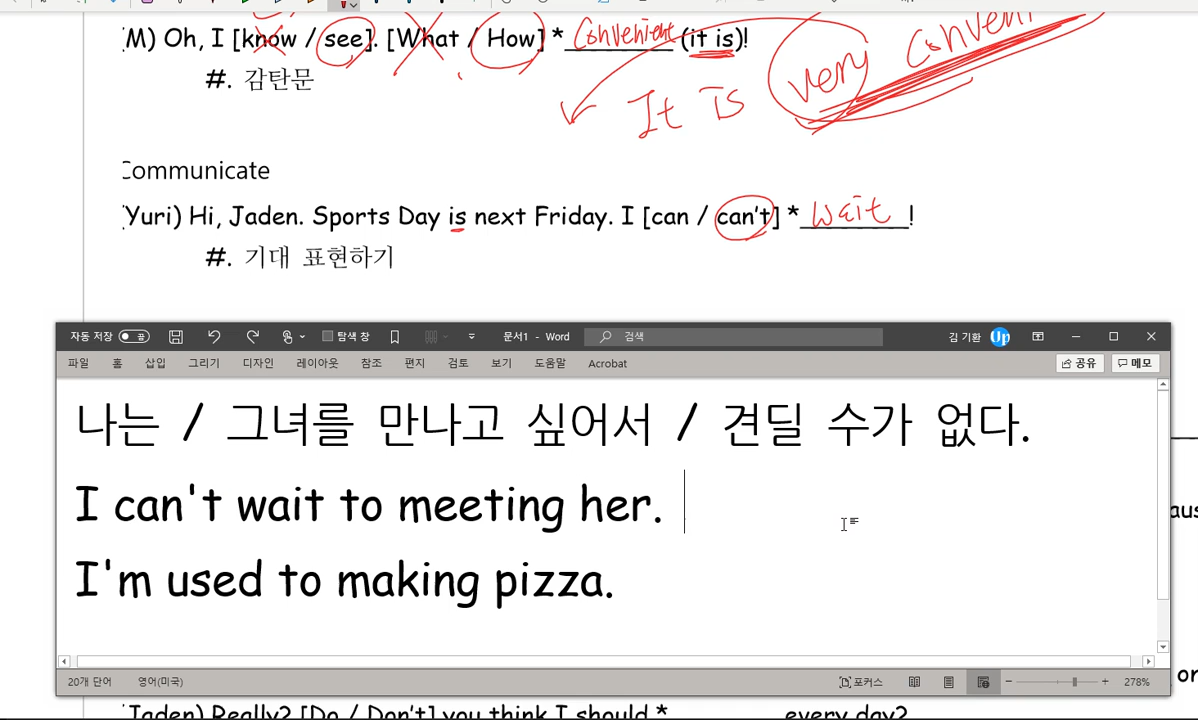 M) Oh, I [know / see]. [What / How] * convenient (it is)!
#. 감탄문
It is very conveni
Communicate
Yuri) Hi, Jaden. Sports Day is next Friday. I [can / can't] * wait !
#. 기대 표현하기
자동 저장 끔 탐색 창 문서1 - Word 검색 김 기환 Up
파일 홈 삽입 그리기 디자인 레이아웃 참조 편지 검토 보기 도움말 Acrobat 공유 메모
나는 / 그녀를 만나고 싶어서 / 견딜 수가 없다.
I can't wait to meeting her.
I'm used to making pizza.
20개 단어 영어(미국) 포커스 278%
Jaden) Really? [Do / Don't] you think I should * every day?